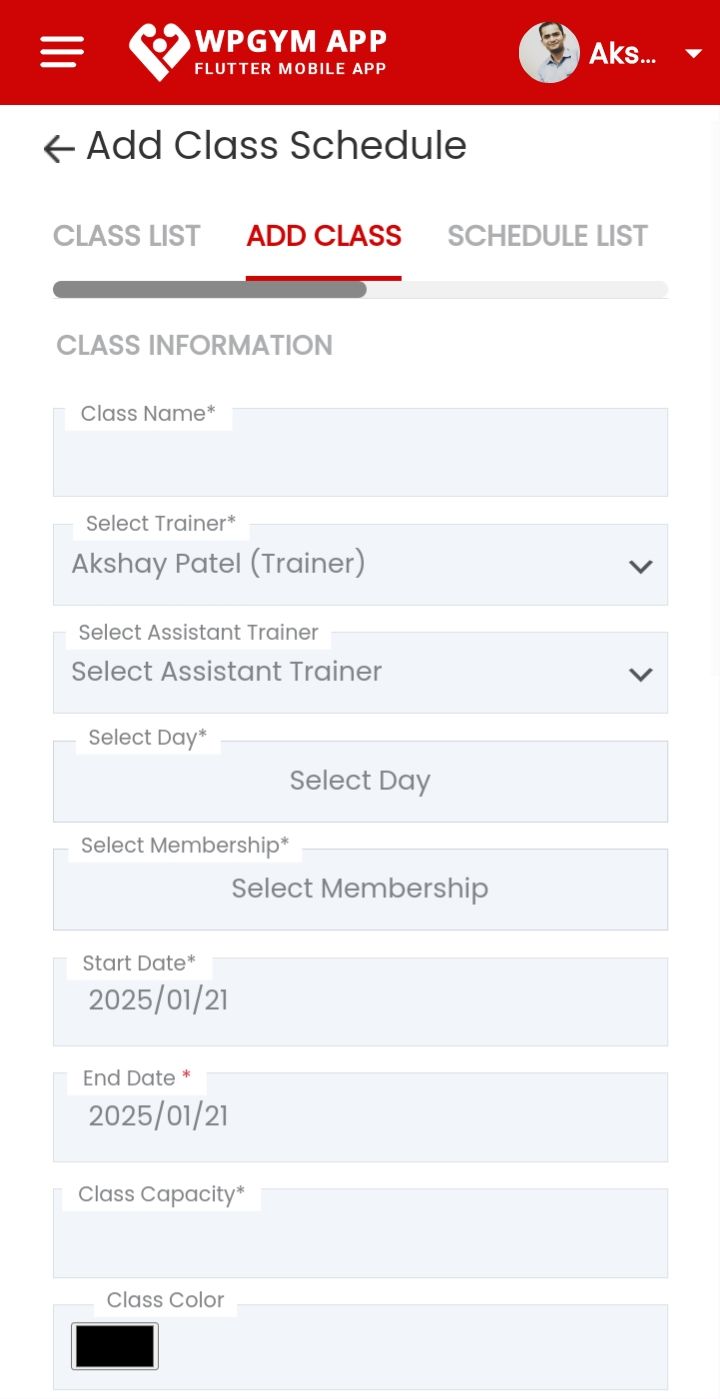 WPGYM APP
FLUTTER MOBILE APP
Aks...
Add Class Schedule
CLASS LIST ADD CLASS SCHEDULE LIST
CLASS INFORMATION
Class Name*
Select Trainer*
Akshay Patel (Trainer)
Select Assistant Trainer
Select Assistant Trainer
Select Day*
Select Day
Select Membership*
Select Membership
Start Date*
2025/01/21
End Date *
2025/01/21
Class Capacity*
Class Color